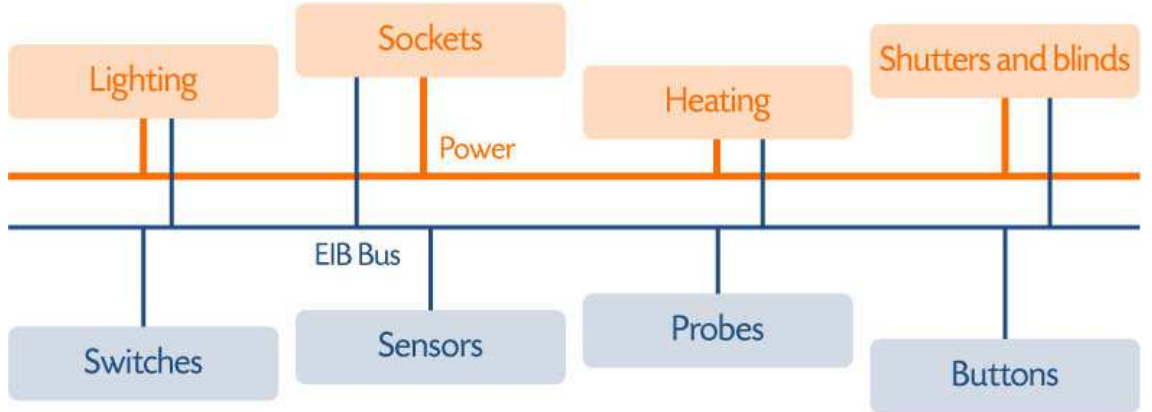 Lighting
Sockets
Heating
Shutters and blinds
Power
EIB Bus
Switches
Sensors
Probes
Buttons